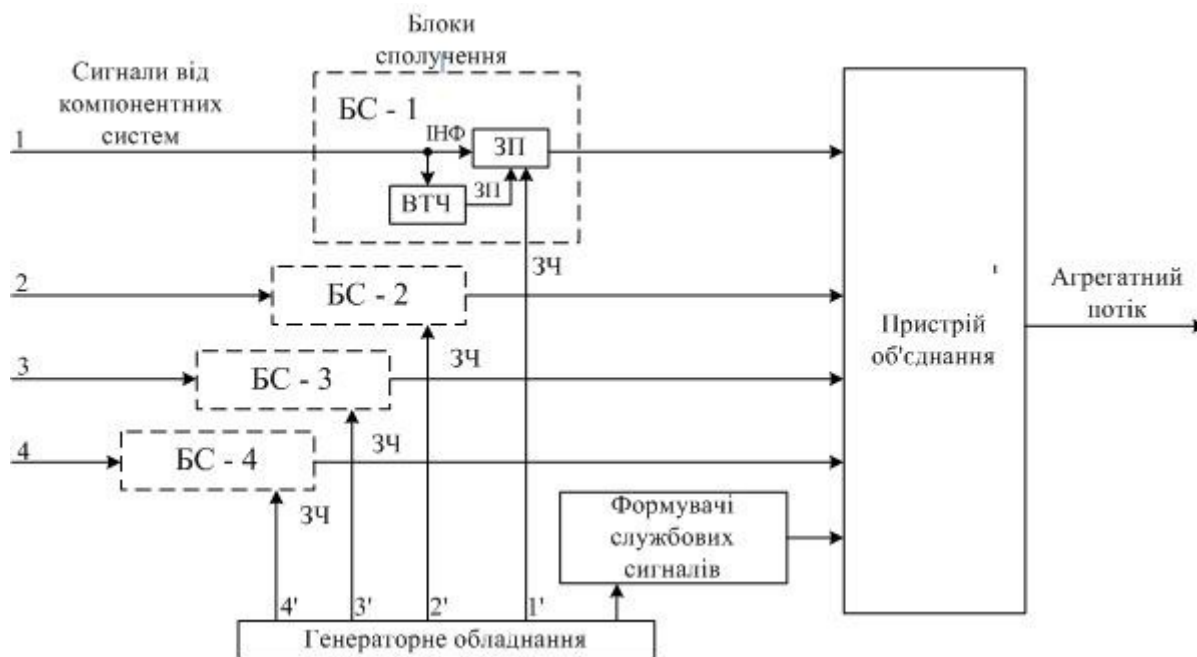 Блоки
сполучення
Сигнали від
компонентних
систем
БС - 1
1
ІНФ
ЗП
ВТЧ
ЗП
ЗЧ
2
БС - 2
Агрегатний
потік
Пристрій
об'єднання
ЗЧ
3
БС - 3
ЗЧ
4
БС - 4
ЗЧ
Формувачі
службових
сигналів
4'
3'
2'
1'
Генераторне обладнання